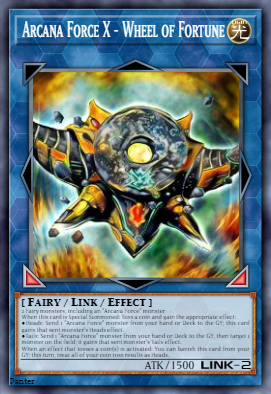 Arcana Force X - Wheel of Fortune
光
[ Fairy / Link / Effect ]
2 Fairy monsters, including an "Arcana Force" monster
When this card is Special Summoned: Toss a coin and gain the appropriate effect:
●Heads: Send 1 "Arcana Force" monster from your hand or Deck to the GY; this card
gains that sent monster's Heads effect.
●Tails: Send 1 "Arcana Force" monster from your hand or Deck to the GY, then target 1
monster on the field; it gains that sent monster's Tails effect.
When an effect that tosses a coin(s) is activated: You can banish this card from your
GY; this turn, treat all of your coin toss results as Heads.
ATK/1500 LINK-2
Panter